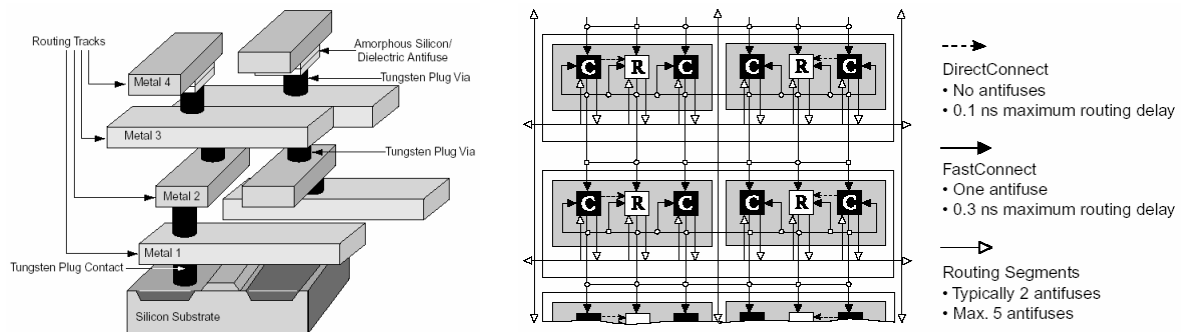 Routing Tracks
Metal 4
Amorphous Silicon/
Dielectric Antifuse
Tungsten Plug Via
Metal 3
Tungsten Plug Via
Metal 2
Metal 1
Tungsten Plug Contact
Silicon Substrate
C R C C R C
C R C C R C
DirectConnect
• No antifuses
• 0.1 ns maximum routing delay
FastConnect
• One antifuse
• 0.3 ns maximum routing delay
Routing Segments
• Typically 2 antifuses
• Max. 5 antifuses